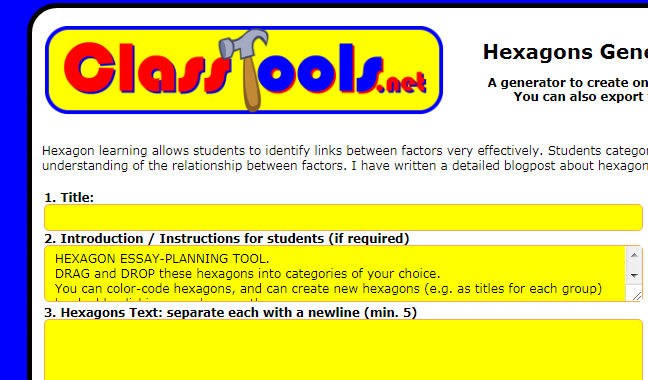 ClassTools.net
Hexagons Gene
A generator to create on
You can also export
Hexagon learning allows students to identify links between factors very effectively. Students categor
understanding of the relationship between factors. I have written a detailed blogpost about hexagon
1. Title:
2. Introduction / Instructions for students (if required)
HEXAGON ESSAY-PLANNING TOOL.
DRAG and DROP these hexagons into categories of your choice.
You can color-code hexagons, and can create new hexagons (e.g. as titles for each group)
3. Hexagons Text: separate each with a newline (min. 5)